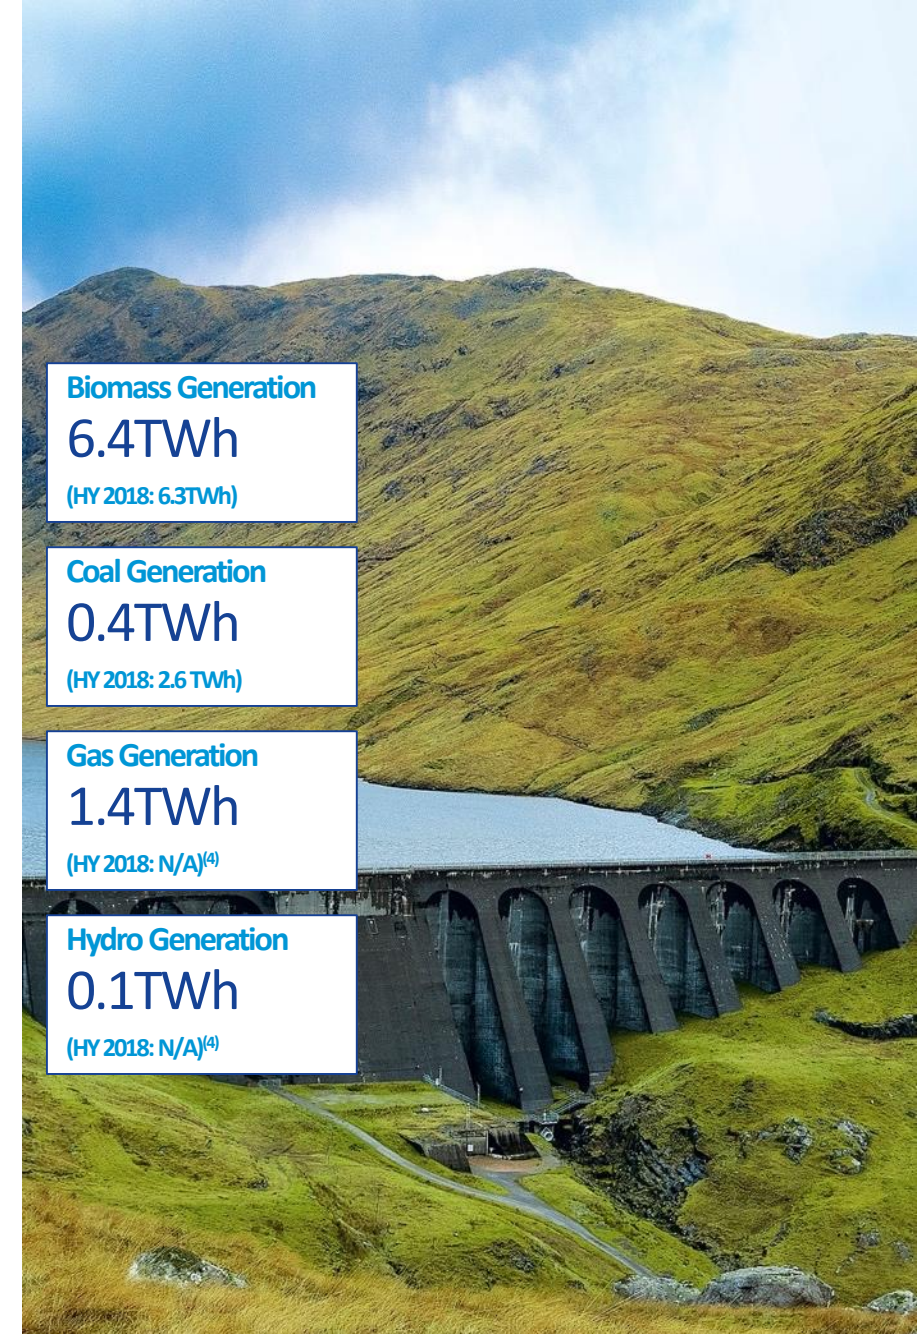 Biomass Generation
6.4TWh
(HY 2018: 6.3TWh)
Coal Generation
0.4TWh
(HY 2018: 2.6 TWh)
Gas Generation
1.4TWh
(HY 2018: N/A)(4)
Hydro Generation
0.1TWh
(HY 2018: N/A)(4)